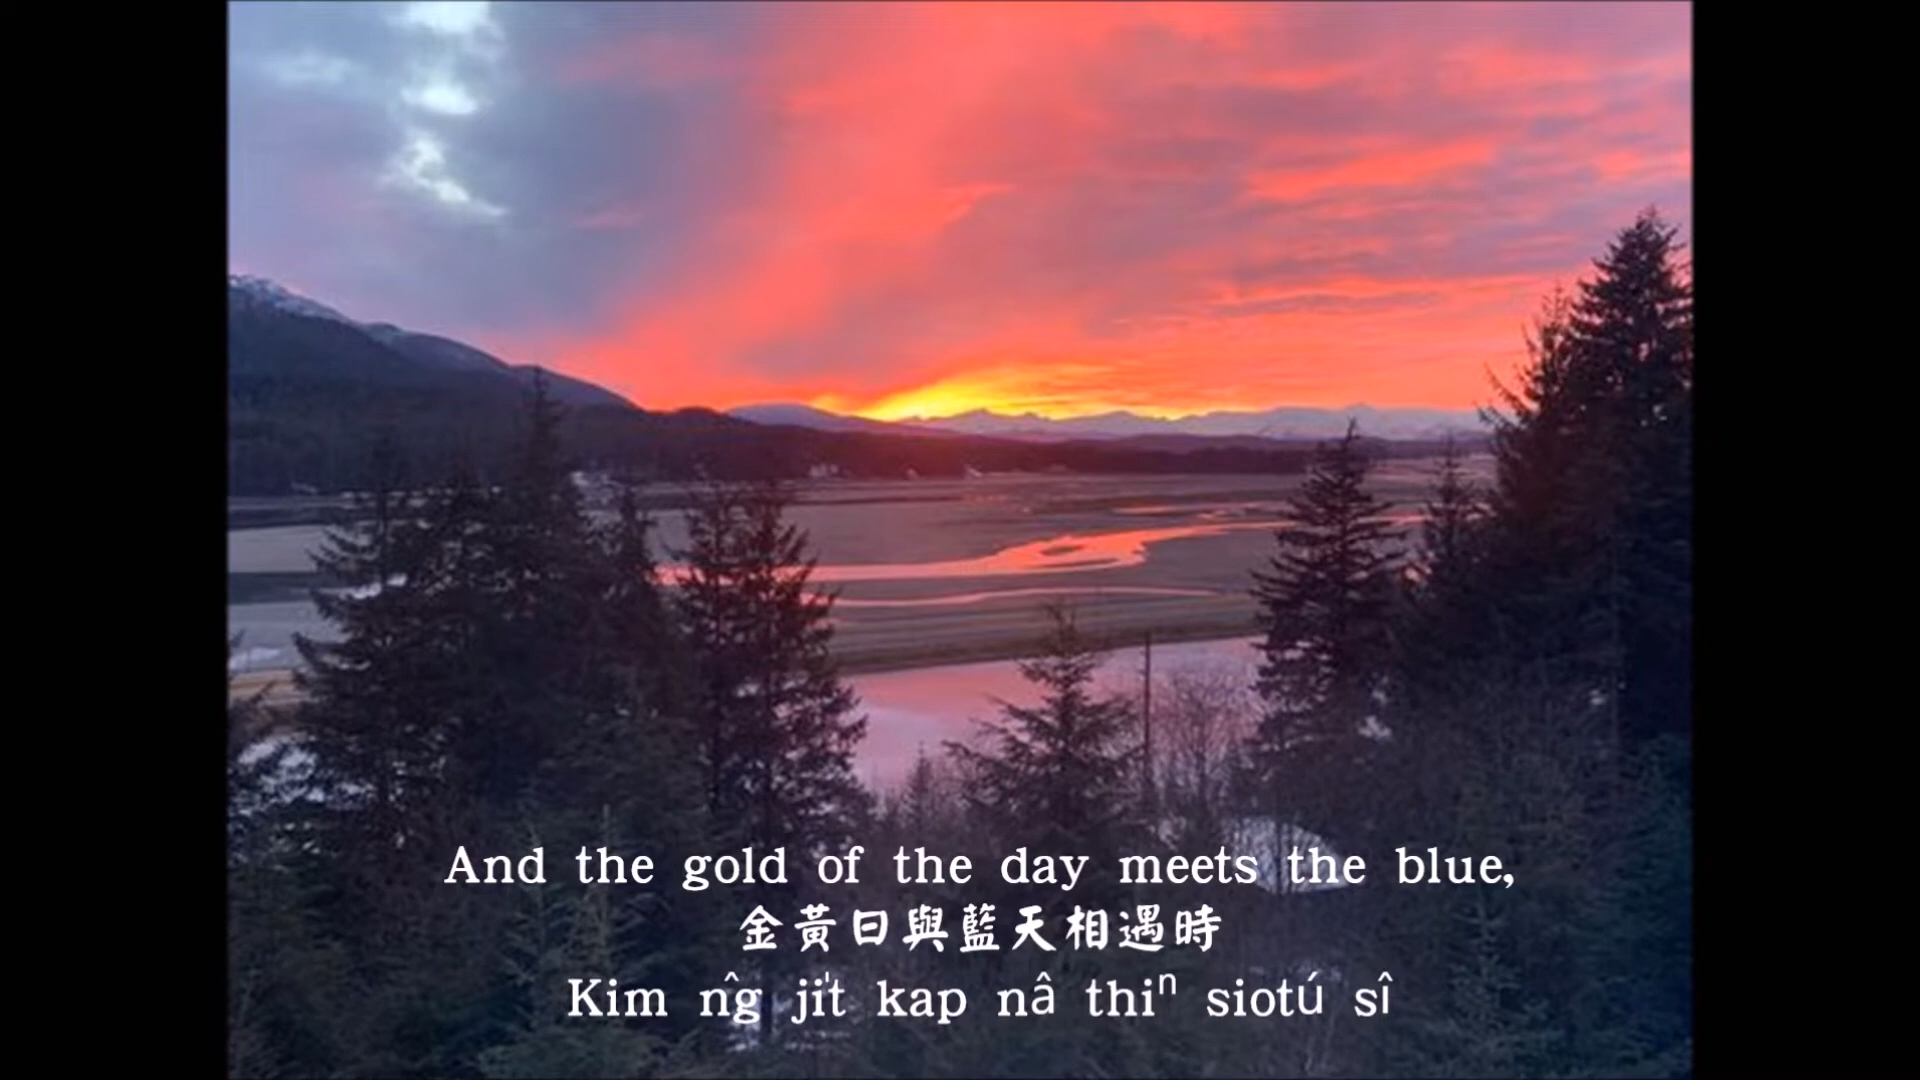 And the gold of the day meets the blue,
金黃日與藍天相遇時
Kim n̂g ji̍t kap nâ thiⁿ siotú sî